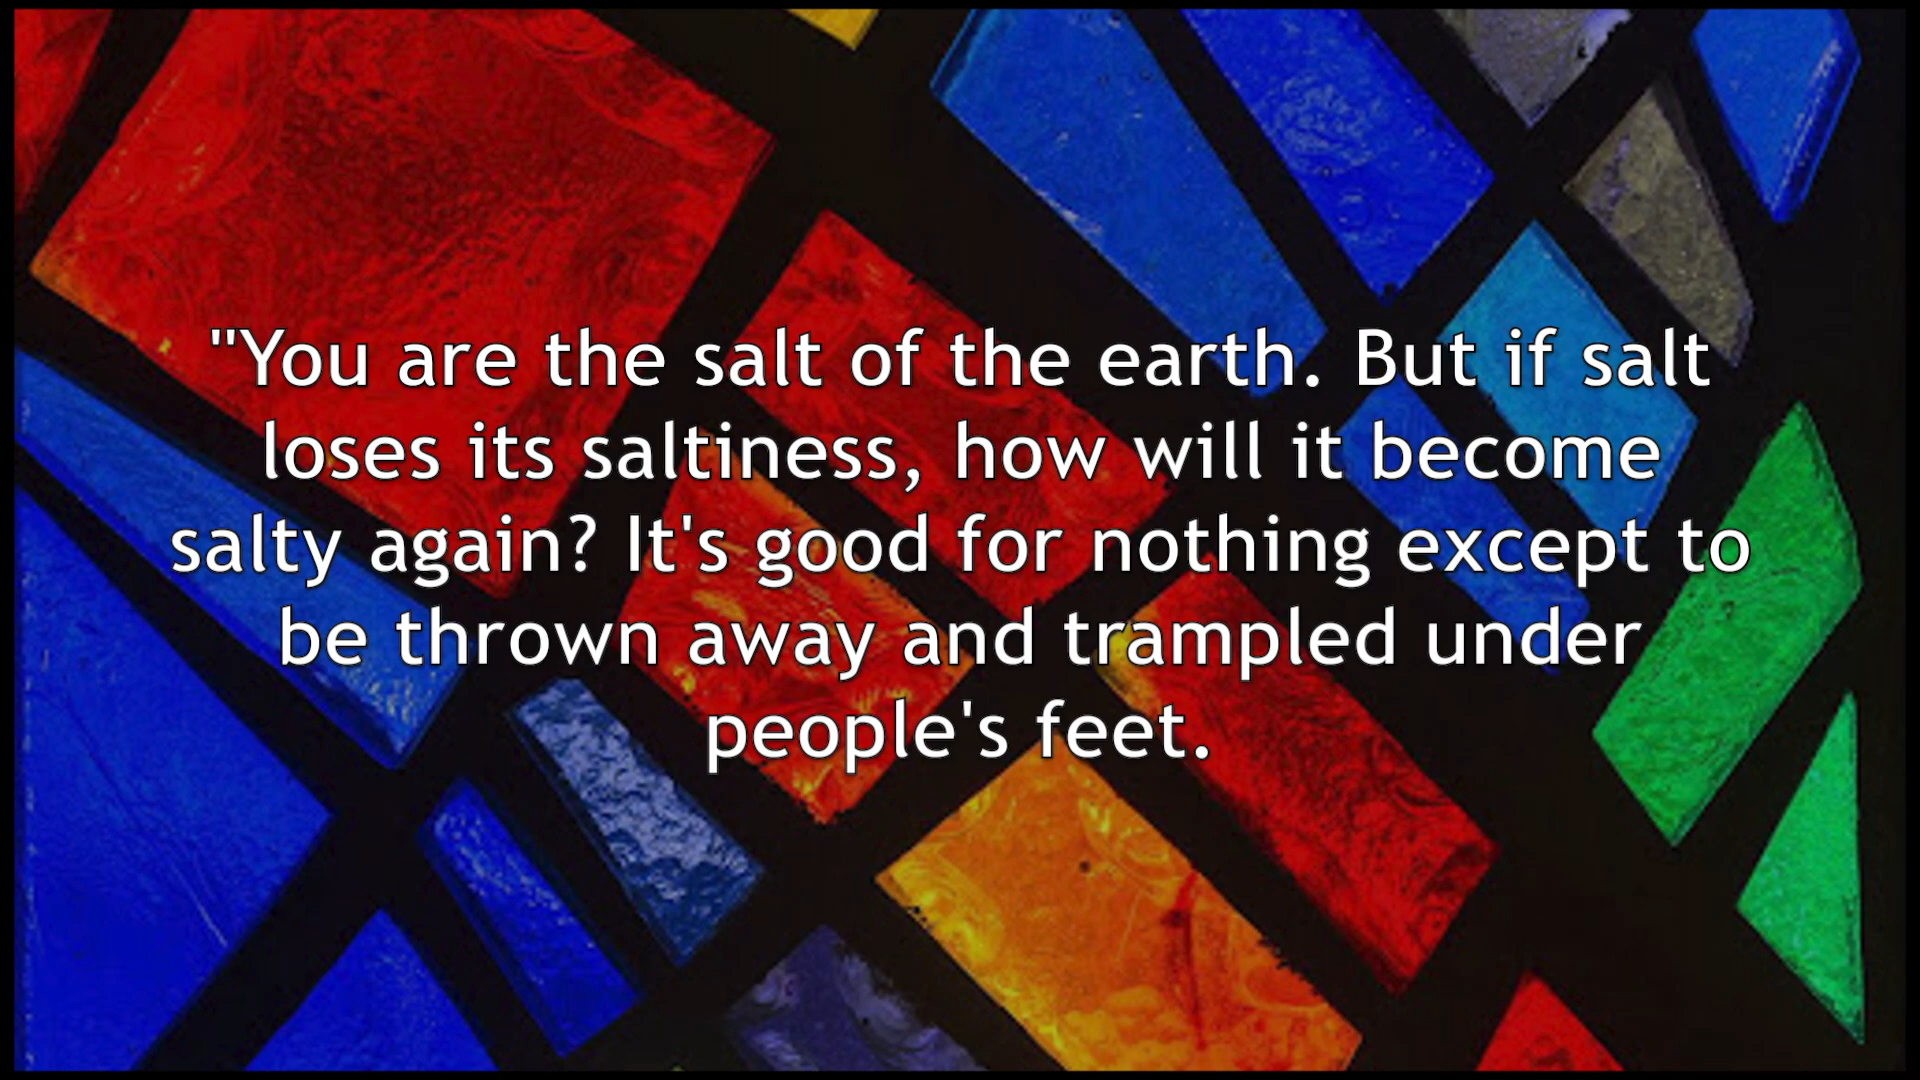 "You are the salt of the earth. But if salt
loses its saltiness, how will it become
salty again? It's good for nothing except to
be thrown away and trampled under
people's feet.